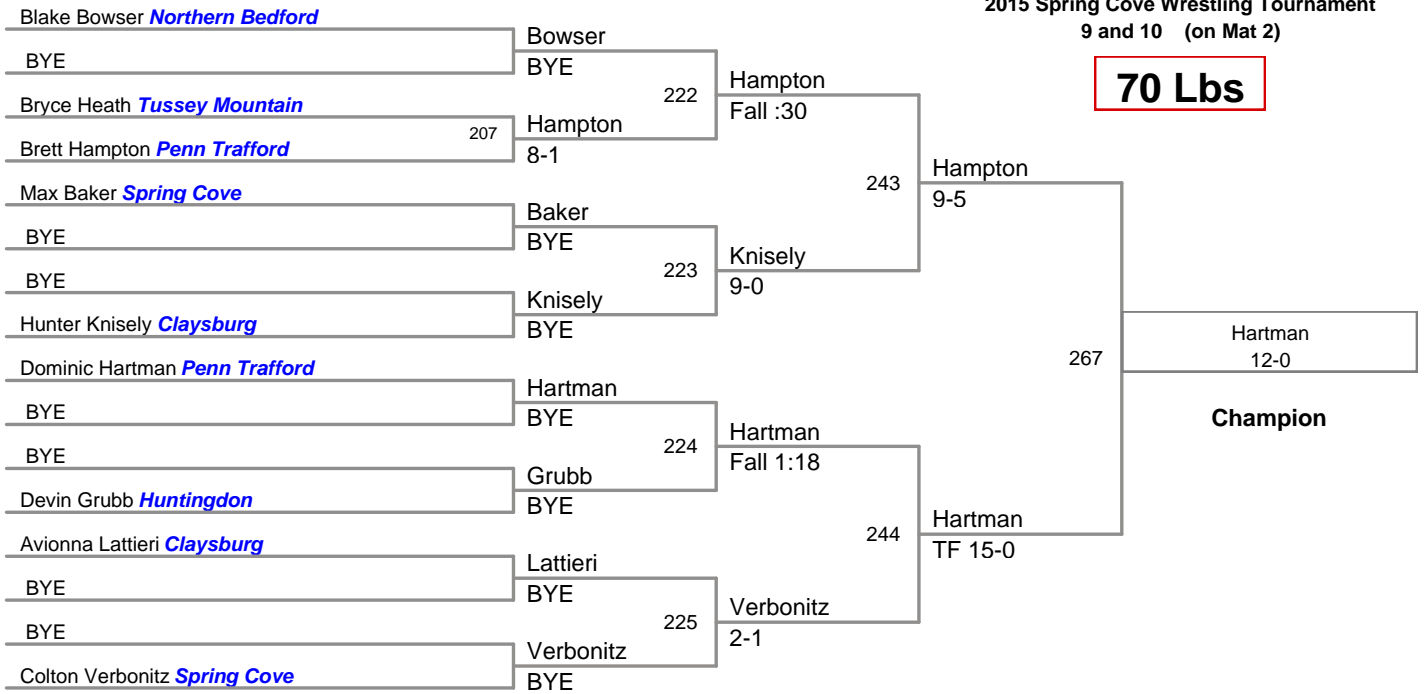 2015 Spring Cove Wrestling Tournament
9 and 10 (on Mat 2)
70 Lbs
Blake Bowser Northern Bedford
BYE
Bryce Heath Tussey Mountain
Brett Hampton Penn Trafford
Max Baker Spring Cove
BYE
BYE
Hunter Knisely Claysburg
Dominic Hartman Penn Trafford
BYE
BYE
Devin Grubb Huntingdon
Avionna Lattieri Claysburg
BYE
BYE
Colton Verbonitz Spring Cove
207
Bowser
BYE
Hampton
8-1
Baker
BYE
Knisely
BYE
Hartman
BYE
Grubb
BYE
Lattieri
BYE
Verbonitz
BYE
222
223
224
225
Hampton
Fall :30
Knisely
9-0
Hartman
Fall 1:18
Verbonitz
2-1
243
244
Hampton
9-5
Hartman
TF 15-0
267
Hartman
12-0
Champion